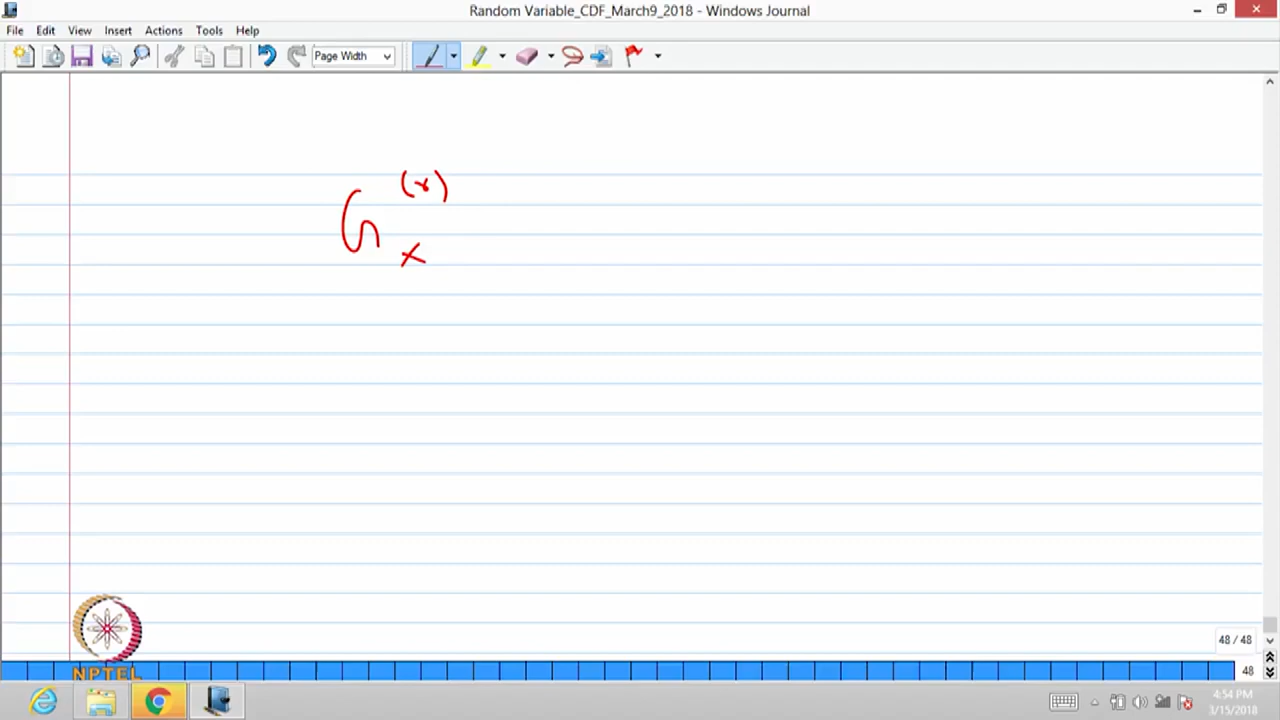 Random Variable_CDF_March9_2018 - Windows Journal
File Edit View Insert Actions Tools Help
Page Width
G_X^{(r)}
48 / 48
NPTEL
48
4:54 PM
3/15/2018